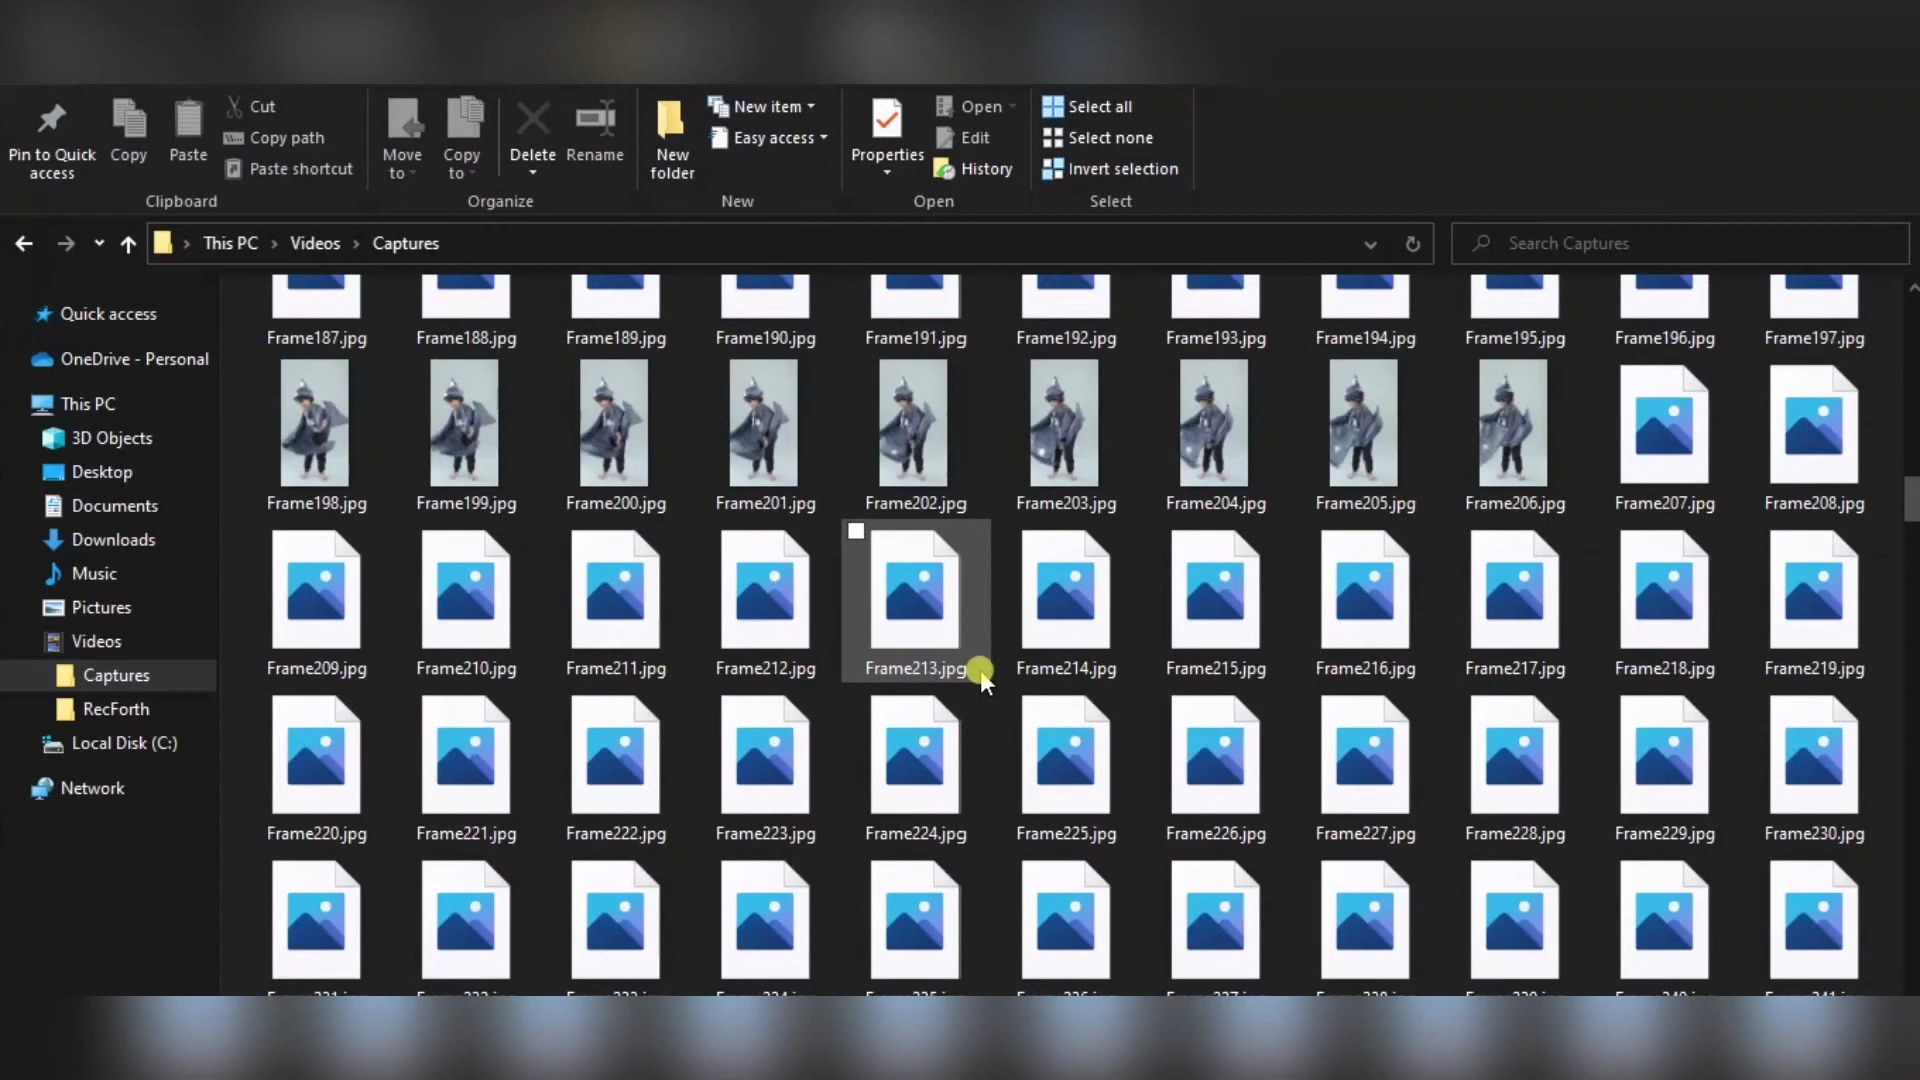 Pin to Quick access
Copy
Paste
Cut
Copy path
Paste shortcut
Clipboard
Move to
Copy to
Delete
Rename
Organize
New folder
New item
Easy access
New
Properties
Open
Edit
History
Open
Select all
Select none
Invert selection
Select
This PC > Videos > Captures
Search Captures
Quick access
OneDrive - Personal
This PC
3D Objects
Desktop
Documents
Downloads
Music
Pictures
Videos
Captures
RecForth
Local Disk (C:)
Network
Frame187.jpg Frame188.jpg Frame189.jpg Frame190.jpg Frame191.jpg Frame192.jpg Frame193.jpg Frame194.jpg Frame195.jpg Frame196.jpg Frame197.jpg
Frame198.jpg Frame199.jpg Frame200.jpg Frame201.jpg Frame202.jpg Frame203.jpg Frame204.jpg Frame205.jpg Frame206.jpg Frame207.jpg Frame208.jpg
Frame209.jpg Frame210.jpg Frame211.jpg Frame212.jpg Frame213.jpg Frame214.jpg Frame215.jpg Frame216.jpg Frame217.jpg Frame218.jpg Frame219.jpg
Frame220.jpg Frame221.jpg Frame222.jpg Frame223.jpg Frame224.jpg Frame225.jpg Frame226.jpg Frame227.jpg Frame228.jpg Frame229.jpg Frame230.jpg